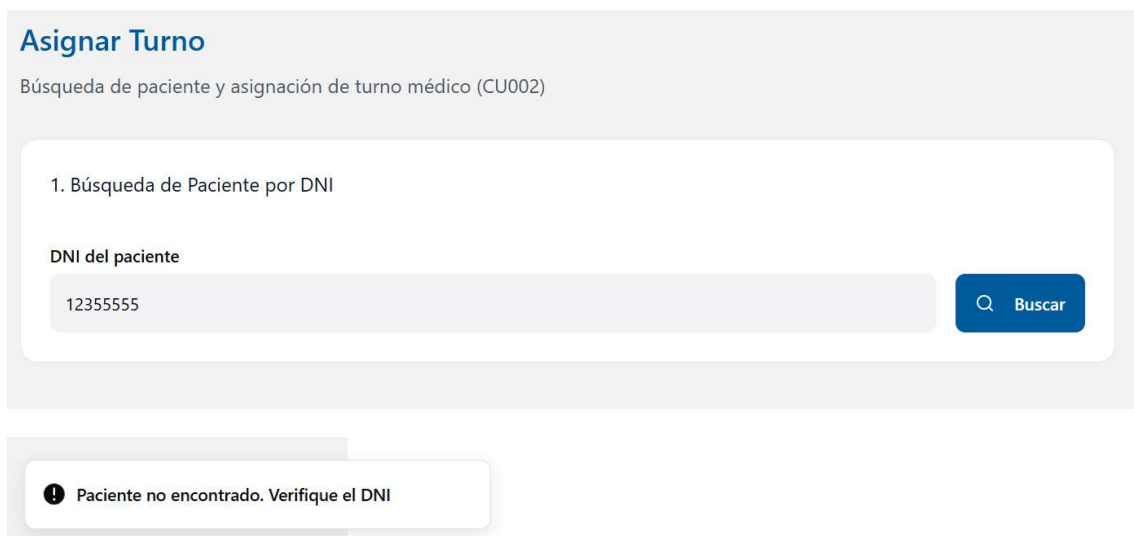 Asignar Turno
Búsqueda de paciente y asignación de turno médico (CU002)
1. Búsqueda de Paciente por DNI
DNI del paciente
12355555
Buscar
Paciente no encontrado. Verifique el DNI